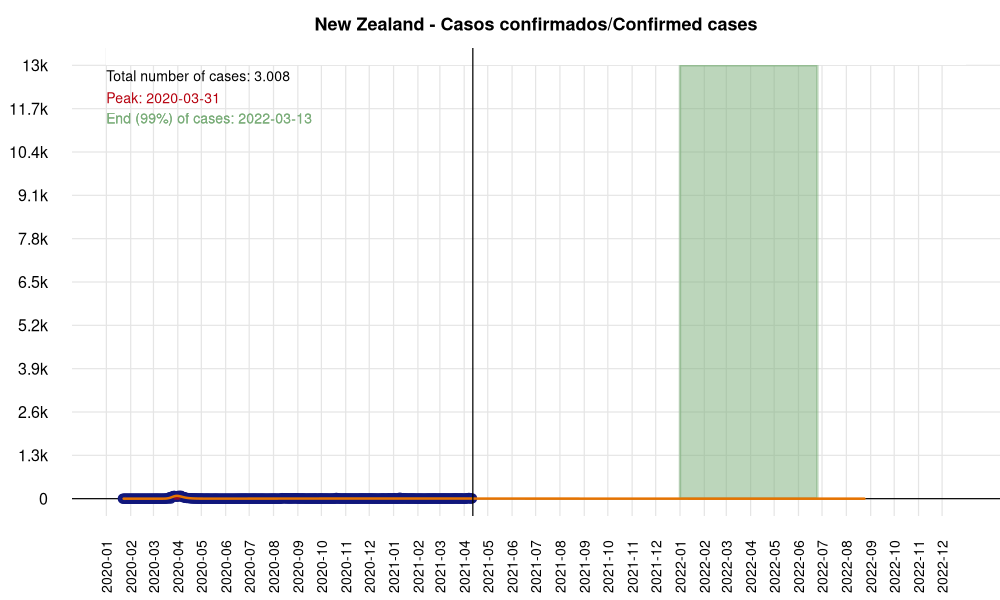 New Zealand - Casos confirmados/Confirmed cases
Total number of cases: 3.008
Peak: 2020-03-31
End (99%) of cases: 2022-03-13
13k
11.7k
10.4k
9.1k
7.8k
6.5k
5.2k
3.9k
2.6k
1.3k
0
2020-01
2020-02
2020-03
2020-04
2020-05
2020-06
2020-07
2020-08
2020-09
2020-10
2020-11
2020-12
2021-01
2021-02
2021-03
2021-04
2021-05
2021-06
2021-07
2021-08
2021-09
2021-10
2021-11
2021-12
2022-01
2022-02
2022-03
2022-04
2022-05
2022-06
2022-07
2022-08
2022-09
2022-10
2022-11
2022-12